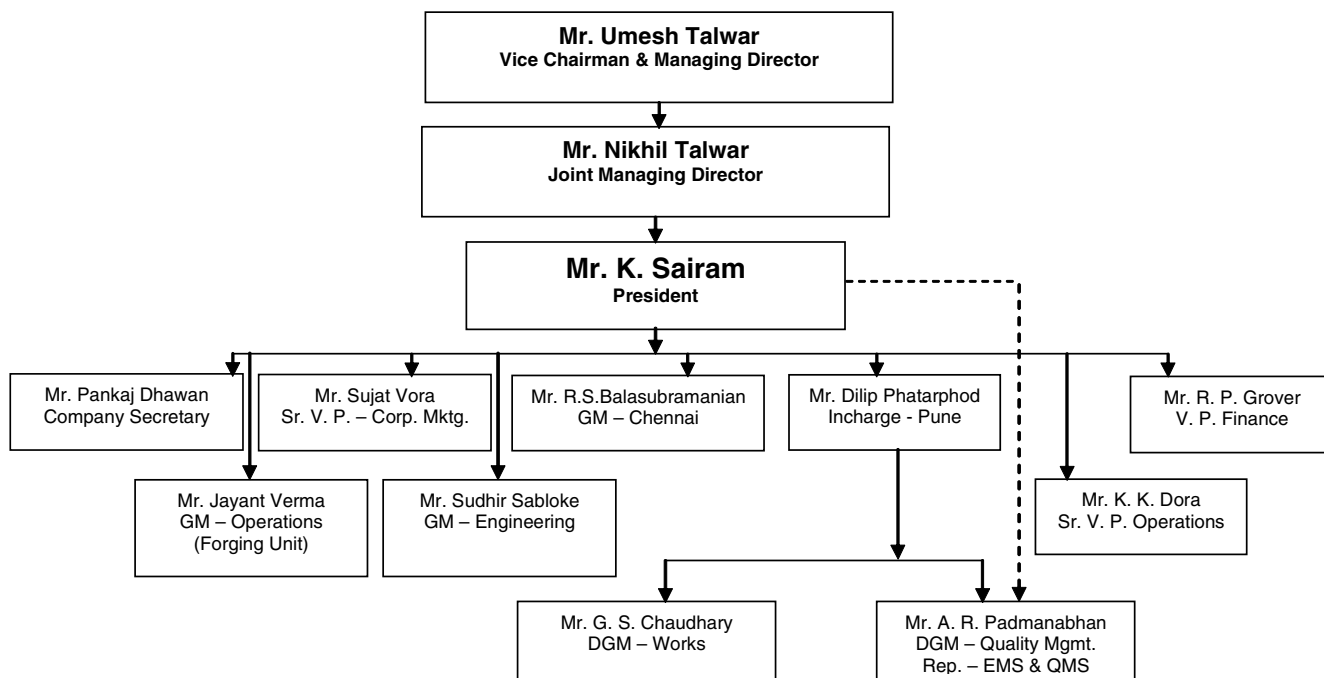 Mr. Umesh Talwar
Vice Chairman & Managing Director
Mr. Nikhil Talwar
Joint Managing Director
Mr. K. Sairam
President
Mr. Pankaj Dhawan
Company Secretary
Mr. Sujat Vora
Sr. V. P. – Corp. Mktg.
Mr. R.S.Balasubramanian
GM – Chennai
Mr. Dilip Phatarphod
Incharge - Pune
Mr. R. P. Grover
V. P. Finance
Mr. Jayant Verma
GM – Operations
(Forging Unit)
Mr. Sudhir Sabloke
GM – Engineering
Mr. K. K. Dora
Sr. V. P. Operations
Mr. G. S. Chaudhary
DGM – Works
Mr. A. R. Padmanabhan
DGM – Quality Mgmt.
Rep. – EMS & QMS